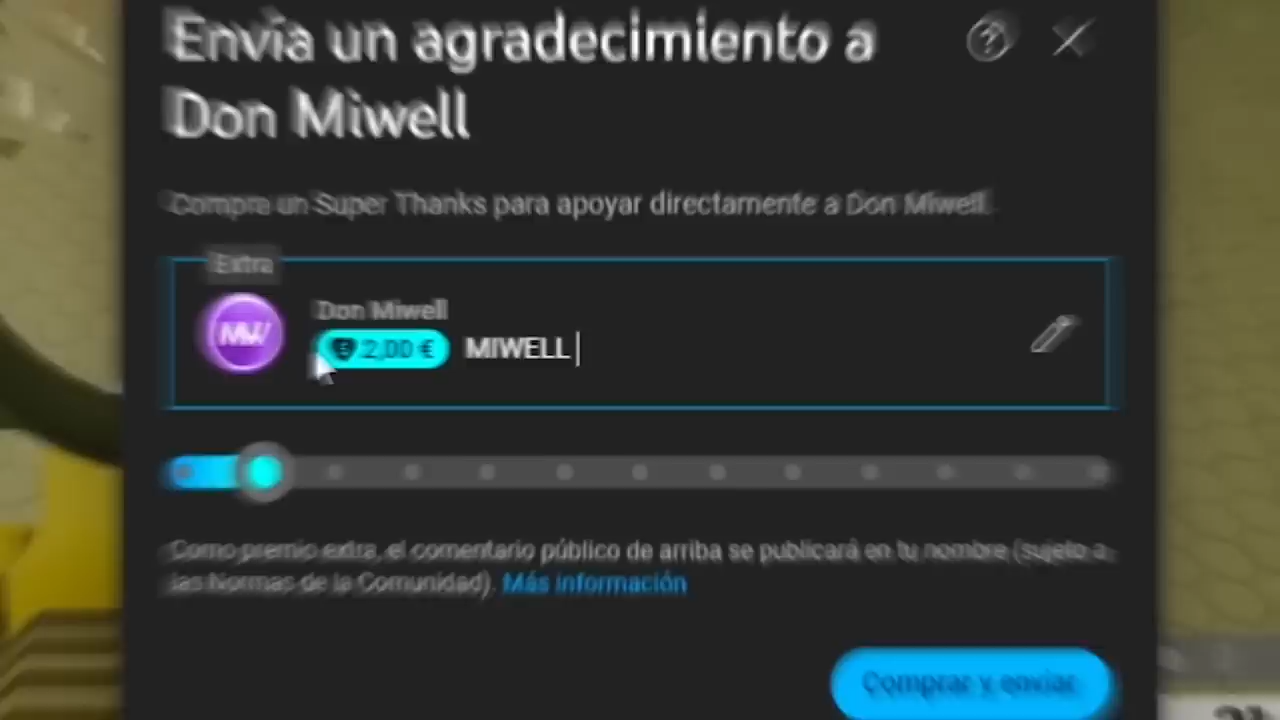 Envía un agradecimiento a
Don Miwell
Compra un Super Thanks para apoyar directamente a Don Miwell.
Extra
MW
Don Miwell
2,00 €
MIWELL
Como premio extra, el comentario público de arriba se publicará en tu nombre (sujeto a
las Normas de la Comunidad). Más información
Comprar y enviar